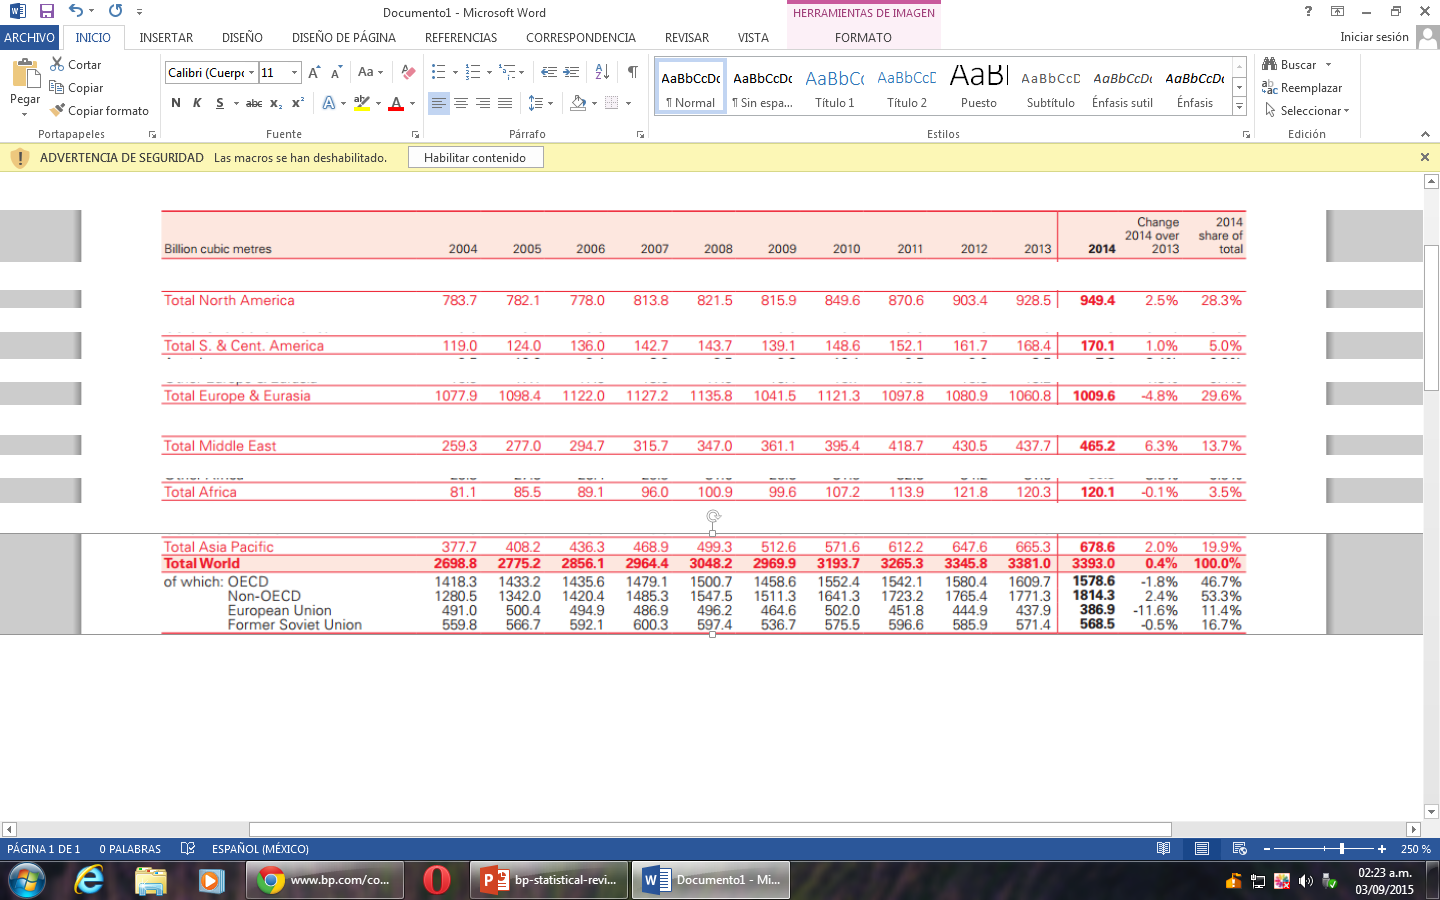 Documento1 - Microsoft Word
HERRAMIENTAS DE IMAGEN
ARCHIVO INICIO INSERTAR DISEÑO DISEÑO DE PÁGINA REFERENCIAS CORRESPONDENCIA REVISAR VISTA FORMATO Iniciar sesión
Pegar Cortar Copiar Copiar formato
Calibri (Cuerpo 11
N K S abc x₂ x²
AaBbCcDc AaBbCcDc AaBbCc AaBbCcD AaBl AaBbCcD AaBbCcDc AaBbCcDc
¶ Normal ¶ Sin espa... Título 1 Título 2 Puesto Subtítulo Énfasis sutil Énfasis
Buscar
Reemplazar
Seleccionar
Portapapeles Fuente Párrafo Estilos Edición
ADVERTENCIA DE SEGURIDAD Las macros se han deshabilitado. Habilitar contenido
Billion cubic metres 2004 2005 2006 2007 2008 2009 2010 2011 2012 2013 2014 Change 2014 over 2013 2014 share of total
Total North America 783.7 782.1 778.0 813.8 821.5 815.9 849.6 870.6 903.4 928.5 949.4 2.5% 28.3%
Total S. & Cent. America 119.0 124.0 136.0 142.7 143.7 139.1 148.6 152.1 161.7 168.4 170.1 1.0% 5.0%
Total Europe & Eurasia 1077.9 1098.4 1122.0 1127.2 1135.8 1041.5 1121.3 1097.8 1080.9 1060.8 1009.6 -4.8% 29.6%
Total Middle East 259.3 277.0 294.7 315.7 347.0 361.1 395.4 418.7 430.5 437.7 465.2 6.3% 13.7%
Total Africa 81.1 85.5 89.1 96.0 100.9 99.6 107.2 113.9 121.8 120.3 120.1 -0.1% 3.5%
Total Asia Pacific 377.7 408.2 436.3 468.9 499.3 512.6 571.6 612.2 647.6 665.3 678.6 2.0% 19.9%
Total World 2698.8 2775.2 2856.1 2964.4 3048.2 2969.9 3193.7 3265.3 3345.8 3381.0 3393.0 0.4% 100.0%
of which: OECD 1418.3 1433.2 1435.6 1479.1 1500.7 1458.6 1552.4 1542.1 1580.4 1609.7 1578.6 -1.8% 46.7%
Non-OECD 1280.5 1342.0 1420.4 1485.3 1547.5 1511.3 1641.3 1723.2 1765.4 1771.3 1814.3 2.4% 53.3%
European Union 491.0 500.4 494.9 486.9 496.2 464.6 502.0 451.8 444.9 437.9 386.9 -11.6% 11.4%
Former Soviet Union 559.8 566.7 592.1 600.3 597.4 536.7 575.5 596.6 585.9 571.4 568.5 -0.5% 16.7%
PÁGINA 1 DE 1 0 PALABRAS ESPAÑOL (MÉXICO) 250 %
www.bp.com/co... bp-statistical-revi... Documento1 - Mi... 02:23 a.m.
03/09/2015